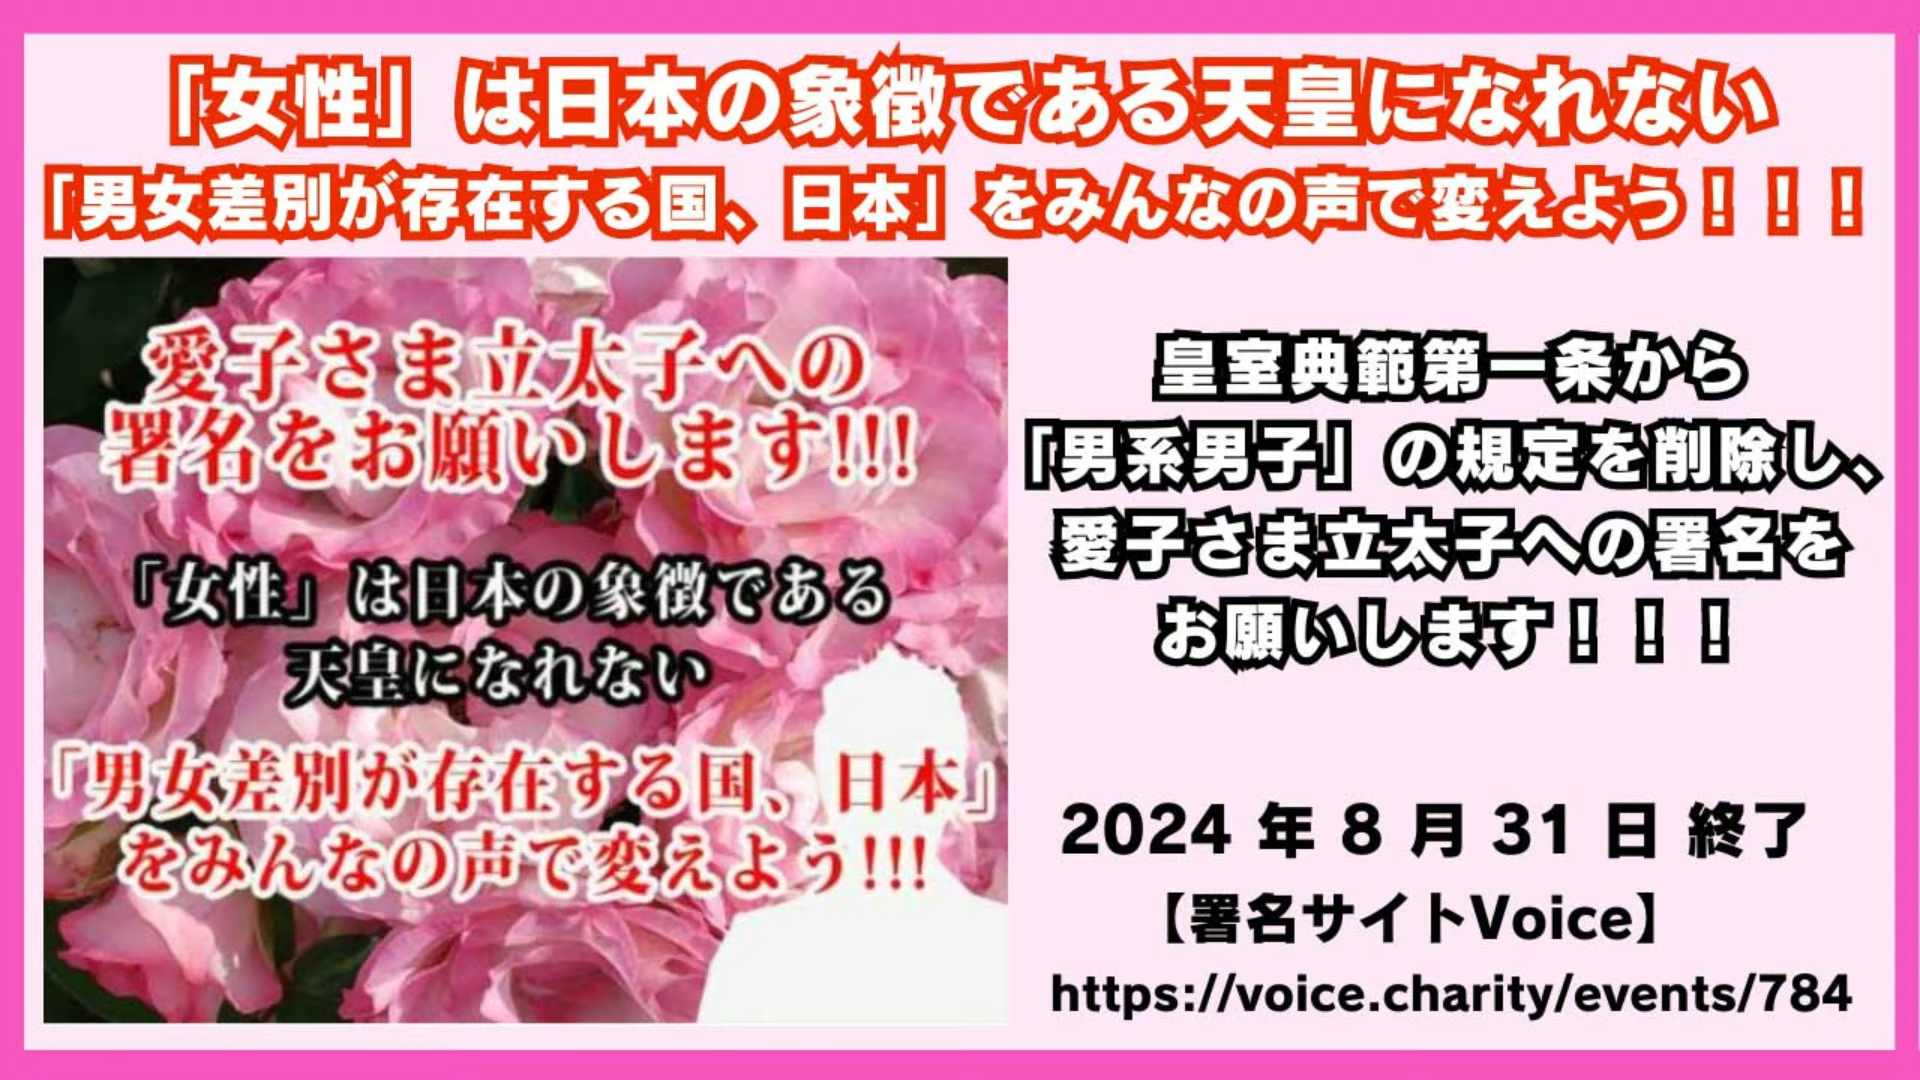 「女性」は日本の象徴である天皇になれない
「男女差別が存在する国、日本」をみんなの声で変えよう！！！
愛子さま立太子への
署名をお願いします!!!
「女性」は日本の象徴である
天皇になれない
「男女差別が存在する国、日本」
をみんなの声で変えよう!!!
皇室典範第一条から
「男系男子」の規定を削除し、
愛子さま立太子への署名を
お願いします！！！
2024 年 8 月 31 日 終了
【署名サイトVoice】
https://voice.charity/events/784